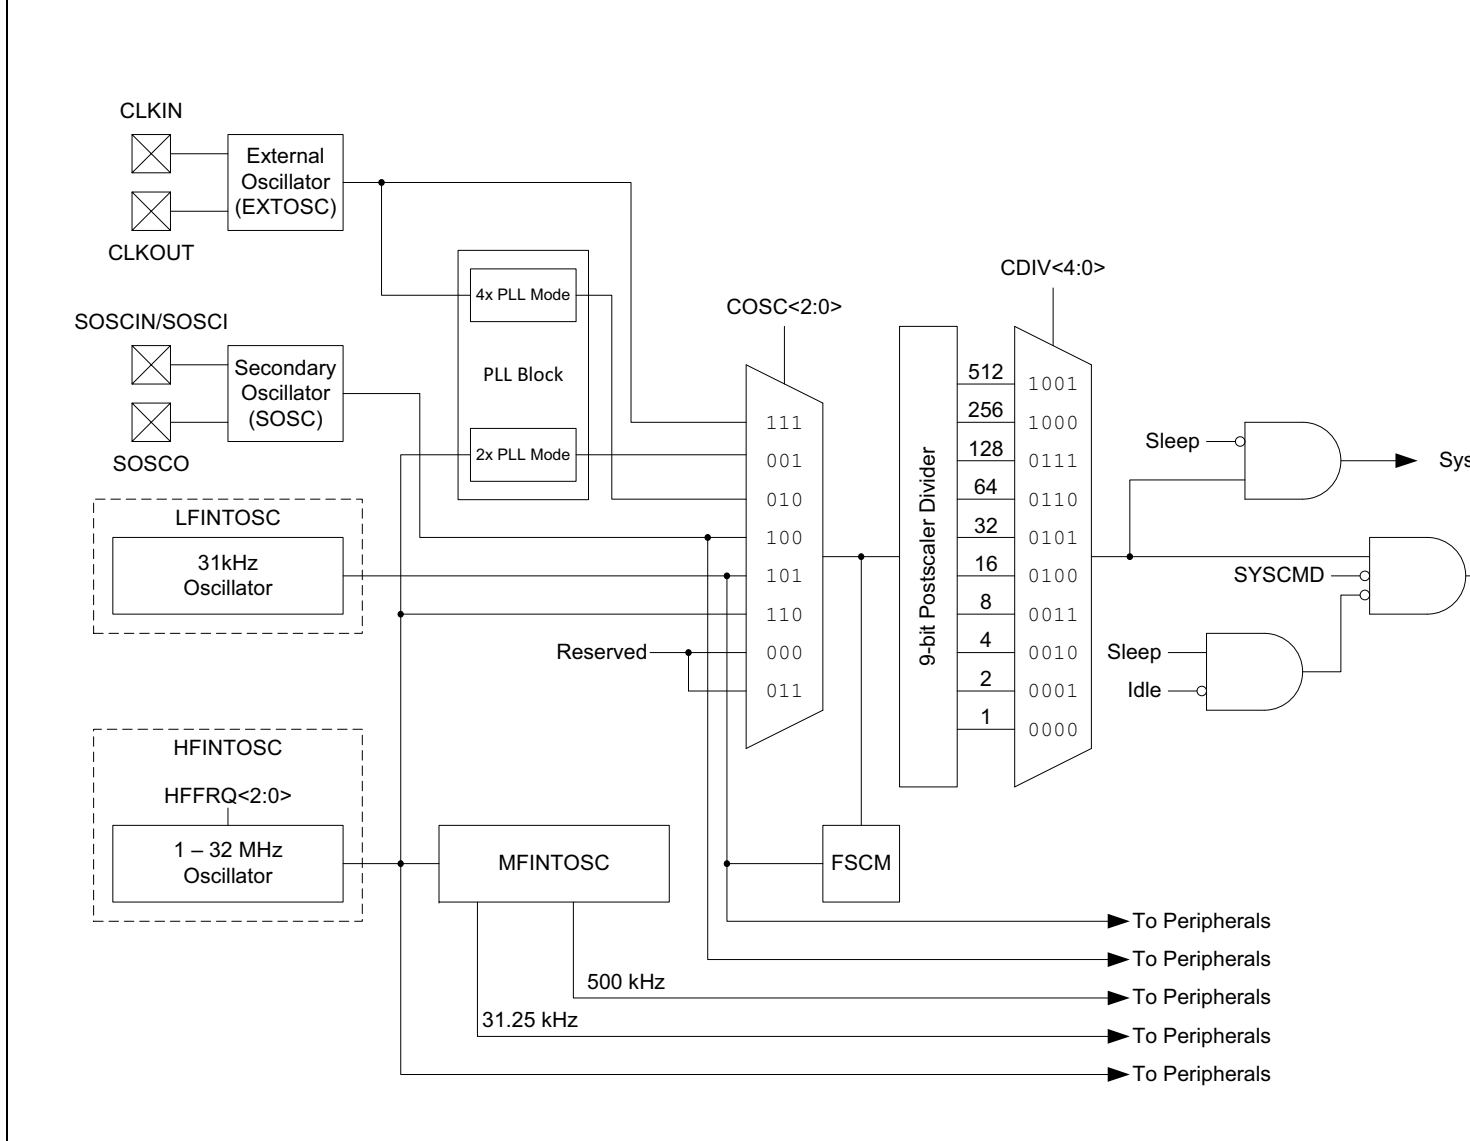 CLKIN
External
Oscillator
(EXTOSC)
CLKOUT
CDIV<4:0>
4x PLL Mode
COSC<2:0>
SOSCIN/SOSCI
Secondary
Oscillator
(SOSC)
PLL Block
SOSCO
2x PLL Mode
111
001
010
100
101
110
000
011
Reserved
9-bit Postscaler Divider
512 1001
256 1000
128 0111
64 0110
32 0101
16 0100
8 0011
4 0010
2 0001
1 0000
Sleep
Sys
SYSCMD
Sleep
Idle
LFINTOSC
31kHz
Oscillator
HFINTOSC
HFFRQ<2:0>
1 – 32 MHz
Oscillator
MFINTOSC
FSCM
To Peripherals
To Peripherals
500 kHz
To Peripherals
31.25 kHz
To Peripherals
To Peripherals